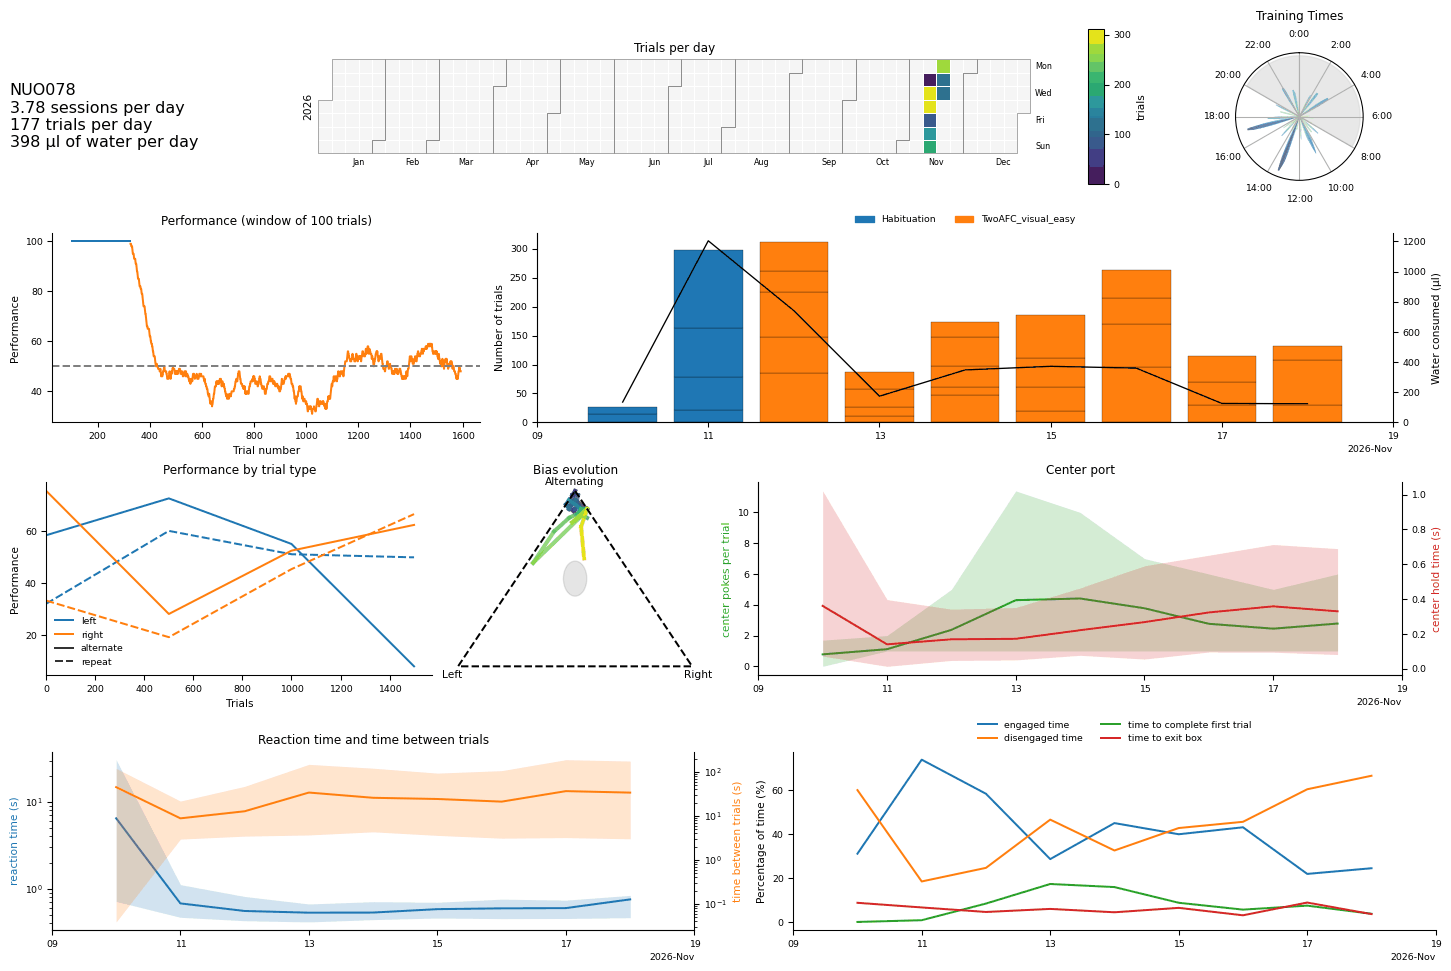 NUO078
3.78 sessions per day
177 trials per day
398 µl of water per day
Trials per day
2026
Mon
Wed
Fri
Sun
Jan Feb Mar Apr May Jun Jul Aug Sep Oct Nov Dec
300
200
100
0
trials
Training Times
0:00
2:00
4:00
6:00
8:00
10:00
12:00
14:00
16:00
18:00
20:00
22:00
Performance (window of 100 trials)
Performance
100
80
60
40
200 400 600 800 1000 1200 1400 1600
Trial number
Habituation TwoAFC_visual_easy
Number of trials
300
250
200
150
100
50
0
09 11 13 15 17 19
2026-Nov
1200
1000
800
600
400
200
0
Water consumed (µl)
Performance by trial type
Performance
60
40
20
left
right
alternate
repeat
0 200 400 600 800 1000 1200 1400
Trials
Bias evolution
Alternating
Left Right
Center port
center pokes per trial
10
8
6
4
2
0
09 11 13 15 17 19
2026-Nov
1.0
0.8
0.6
0.4
0.2
0.0
center hold time (s)
Reaction time and time between trials
reaction time (s)
10¹
10⁰
09 11 13 15 17 19
2026-Nov
10²
10¹
10⁰
10⁻¹
time between trials (s)
engaged time
disengaged time
time to complete first trial
time to exit box
Percentage of time (%)
60
40
20
0
09 11 13 15 17 19
2026-Nov